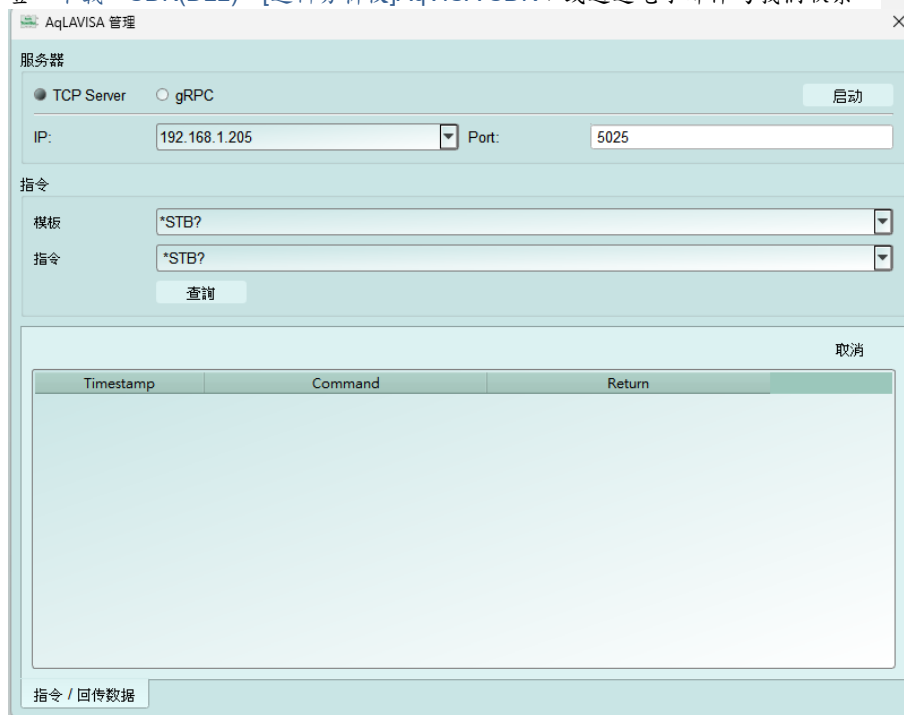 AqLAVISA 管理
服务器
TCP Server gRPC 启动
IP: 192.168.1.205 Port: 5025
指令
模板 *STB?
指令 *STB?
查詢
取消
Timestamp Command Return
指令 / 回传数据